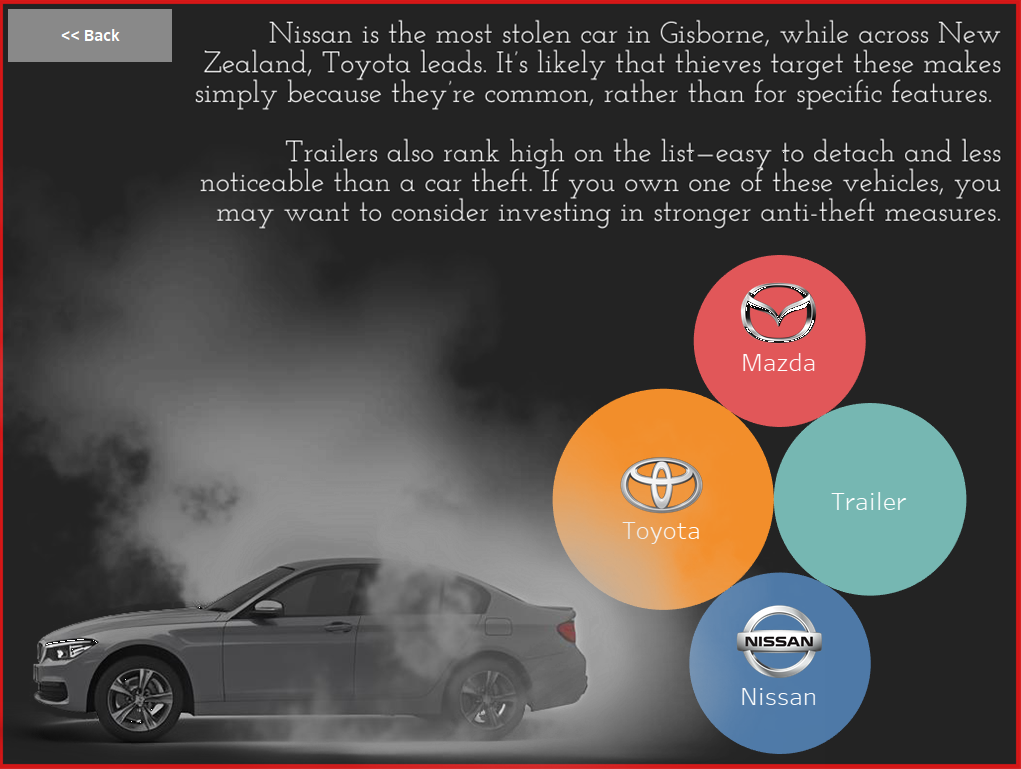 << Back
Nissan is the most stolen car in Gisborne, while across New
Zealand, Toyota leads. It's likely that thieves target these makes
simply because they're common, rather than for specific features.
Trailers also rank high on the list—easy to detach and less
noticeable than a car theft. If you own one of these vehicles, you
may want to consider investing in stronger anti-theft measures.
Mazda
Toyota
Trailer
NISSAN
Nissan